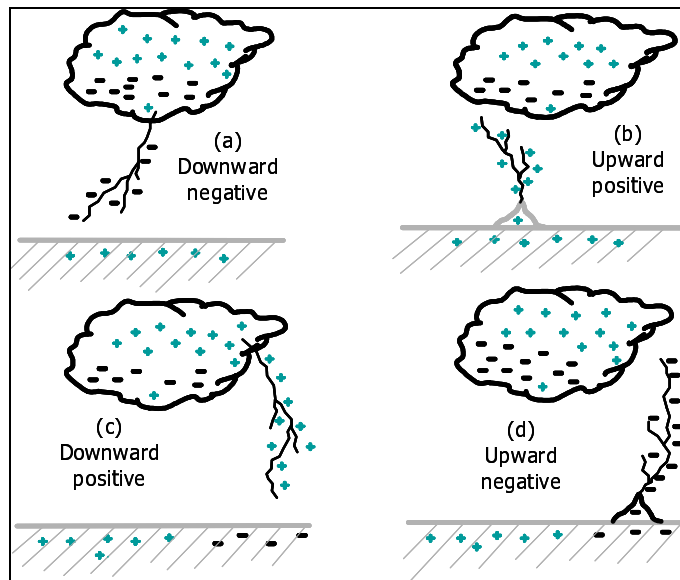 (a)
Downward
negative
(b)
Upward
positive
(c)
Downward
positive
(d)
Upward
negative